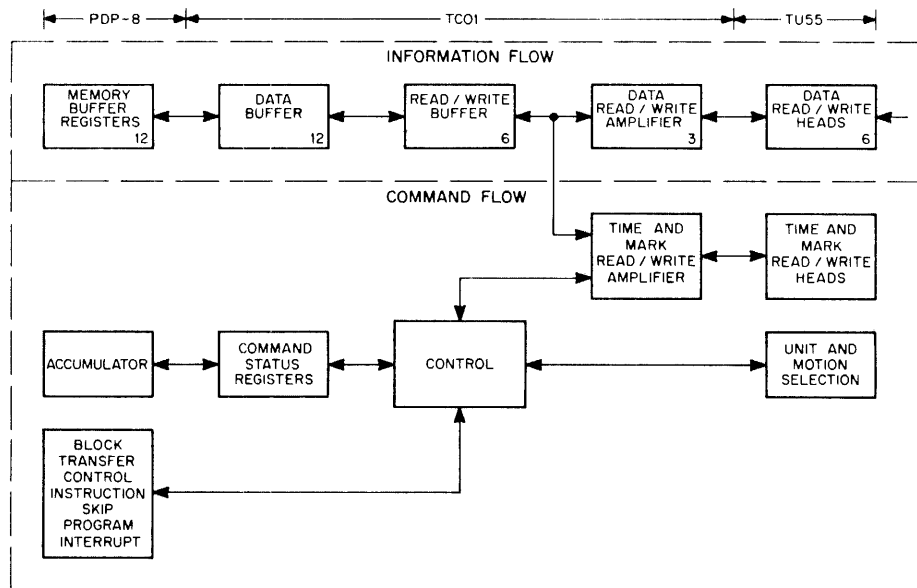 PDP-8
TC01
TU55
INFORMATION FLOW
MEMORY
BUFFER
REGISTERS
12
DATA
BUFFER
12
READ / WRITE
BUFFER
6
DATA
READ / WRITE
AMPLIFIER
3
DATA
READ / WRITE
HEADS
6
COMMAND FLOW
TIME AND
MARK
READ / WRITE
AMPLIFIER
TIME AND
MARK
READ / WRITE
HEADS
ACCUMULATOR
COMMAND
STATUS
REGISTERS
CONTROL
UNIT AND
MOTION
SELECTION
BLOCK
TRANSFER
CONTROL
INSTRUCTION
SKIP
PROGRAM
INTERRUPT